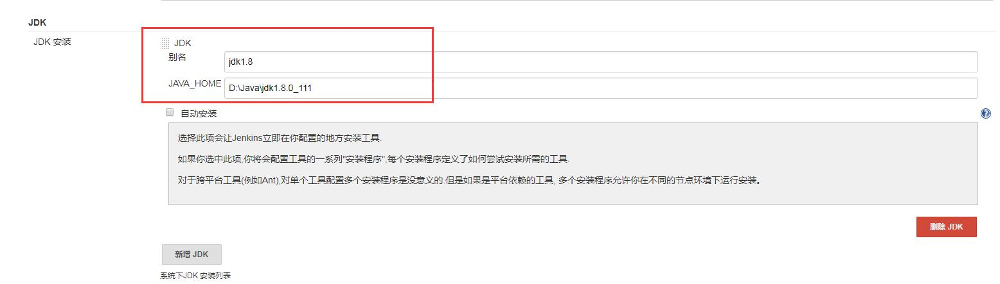 JDK
JDK 安装
JDK
别名
jdk1.8
JAVA_HOME
D:\Java\jdk1.8.0_111
自动安装
选择此项会让Jenkins立即在你配置的地方安装工具.
如果你选中此项,你将会配置工具的一系列"安装程序",每个安装程序定义了如何尝试安装所需的工具.
对于跨平台工具(例如Ant),对单个工具配置多个安装程序是没意义的.但是如果是平台依赖的工具, 多个安装程序允许你在不同的节点环境下运行安装。
删除 JDK
新增 JDK
系统下JDK 安装列表